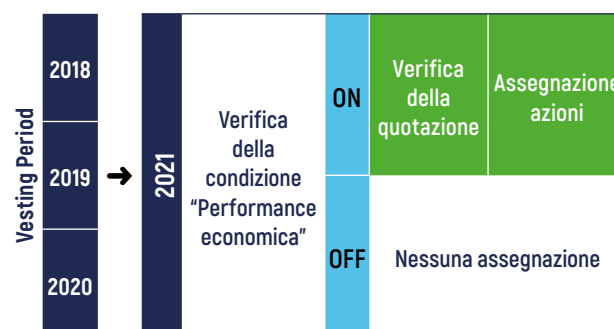 Vesting Period
2018
2019
2020
➔
2021
Verifica
della
condizione
“Performance
economica”
ON
Verifica
della
quotazione
Assegnazione
azioni
OFF
Nessuna assegnazione